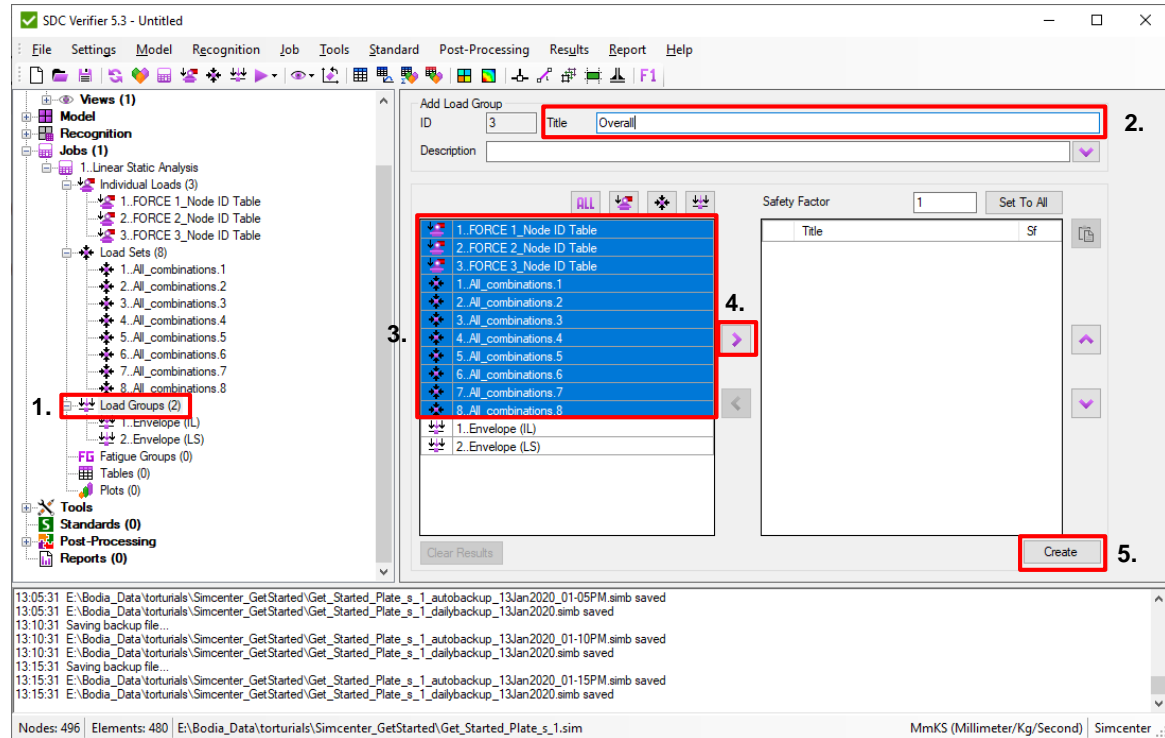 SDC Verifier 5.3 - Untitled
File Settings Model Recognition Job Tools Standard Post-Processing Results Report Help
F1
Views (1)
Model
Recognition
Jobs (1)
1..Linear Static Analysis
Individual Loads (3)
1..FORCE 1_Node ID Table
2..FORCE 2_Node ID Table
3..FORCE 3_Node ID Table
Load Sets (8)
1..All_combinations.1
2..All_combinations.2
3..All_combinations.3
4..All_combinations.4
5..All_combinations.5
6..All_combinations.6
7..All_combinations.7
8..All_combinations.8
1.
Load Groups (2)
1..Envelope (IL)
2..Envelope (LS)
FG Fatigue Groups (0)
Tables (0)
Plots (0)
Tools
S Standards (0)
Post-Processing
Reports (0)
Add Load Group
ID 3 Title Overall
2.
Description
ALL
3.
1..FORCE 1_Node ID Table
2..FORCE 2_Node ID Table
3..FORCE 3_Node ID Table
1..All_combinations.1
2..All_combinations.2
3..All_combinations.3
4..All_combinations.4
5..All_combinations.5
6..All_combinations.6
7..All_combinations.7
8..All_combinations.8
1..Envelope (IL)
2..Envelope (LS)
4.
Safety Factor 1 Set To All
Title Sf
Clear Results
Create
5.
13:05:31 E:\Bodia_Data\torturials\Simcenter_GetStarted\Get_Started_Plate_s_1_autobackup_13Jan2020_01-05PM.simb saved
13:05:31 E:\Bodia_Data\torturials\Simcenter_GetStarted\Get_Started_Plate_s_1_dailybackup_13Jan2020.simb saved
13:10:31 Saving backup file...
13:10:31 E:\Bodia_Data\torturials\Simcenter_GetStarted\Get_Started_Plate_s_1_autobackup_13Jan2020_01-10PM.simb saved
13:10:31 E:\Bodia_Data\torturials\Simcenter_GetStarted\Get_Started_Plate_s_1_dailybackup_13Jan2020.simb saved
13:15:31 Saving backup file...
13:15:31 E:\Bodia_Data\torturials\Simcenter_GetStarted\Get_Started_Plate_s_1_autobackup_13Jan2020_01-15PM.simb saved
13:15:31 E:\Bodia_Data\torturials\Simcenter_GetStarted\Get_Started_Plate_s_1_dailybackup_13Jan2020.simb saved
Nodes: 496 Elements: 480 E:\Bodia_Data\torturials\Simcenter_GetStarted\Get_Started_Plate_s_1.sim MmKS (Millimeter/Kg/Second) Simcenter